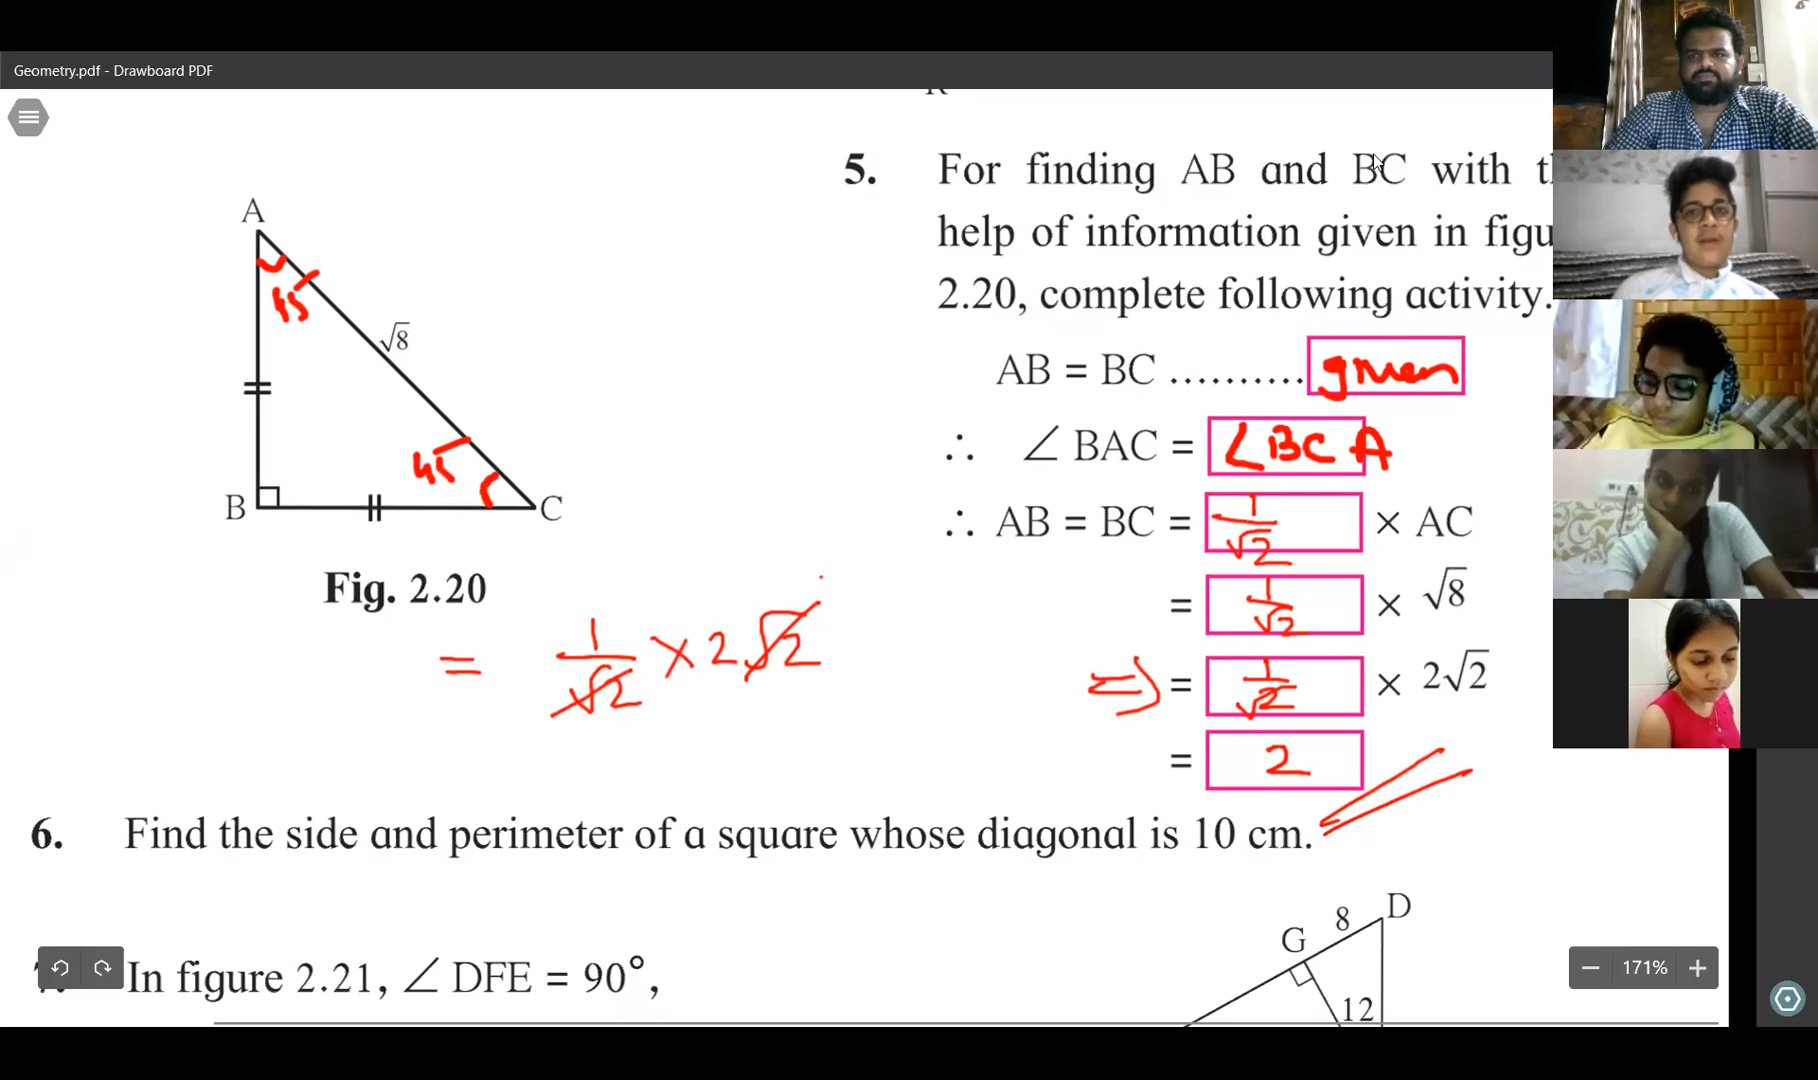 Geometry.pdf - Drawboard PDF
5. For finding AB and BC with
help of information given in
2.20, complete following activity.
AB = BC .......... given
∴ ∠ BAC = ∠BCA
∴ AB = BC = 1/√2 × AC
= 1/√2 × √8
⇒ = 1/√2 × 2√2
= 2
A
45
√8
45
B
C
Fig. 2.20
= 1/√2 × 2√2
6. Find the side and perimeter of a square whose diagonal is 10 cm.
8 D
G
In figure 2.21, ∠ DFE = 90°,
12
171%